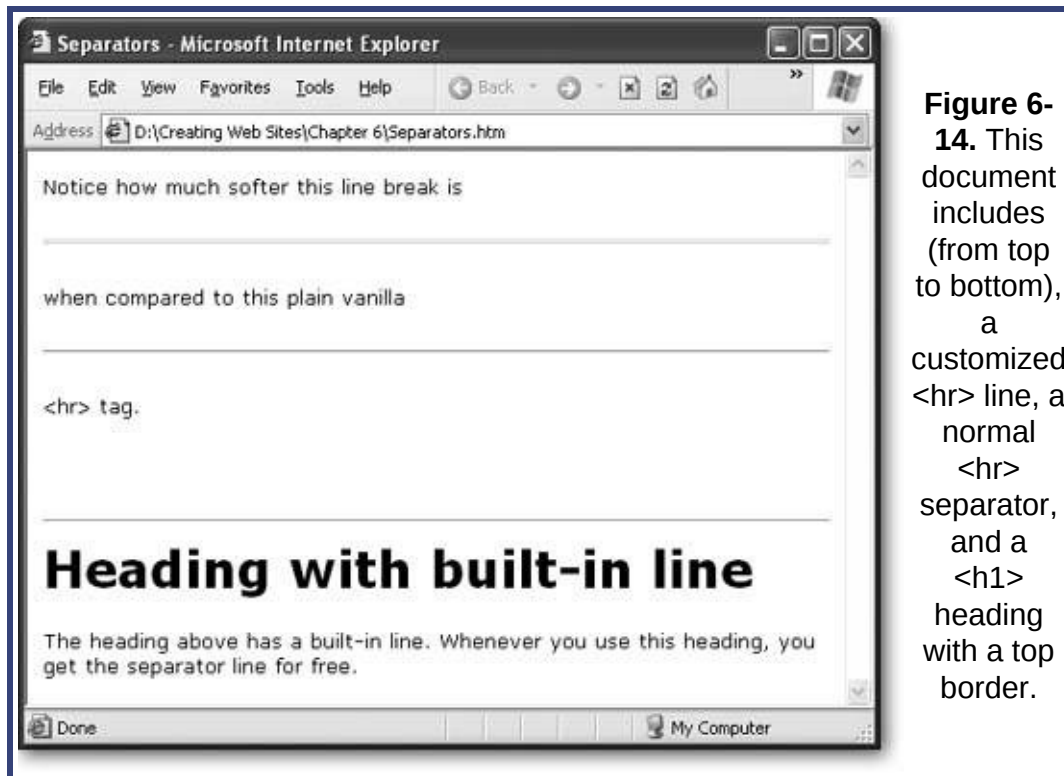 Separators - Microsoft Internet Explorer
File Edit View Favorites Tools Help Back »
Address D:\Creating Web Sites\Chapter 6\Separators.htm
Notice how much softer this line break is
when compared to this plain vanilla
<hr> tag.
Heading with built-in line
The heading above has a built-in line. Whenever you use this heading, you
get the separator line for free.
Done My Computer
Figure 6-
14. This
document
includes
(from top
to bottom),
a
customized
<hr> line, a
normal
<hr>
separator,
and a
<h1>
heading
with a top
border.